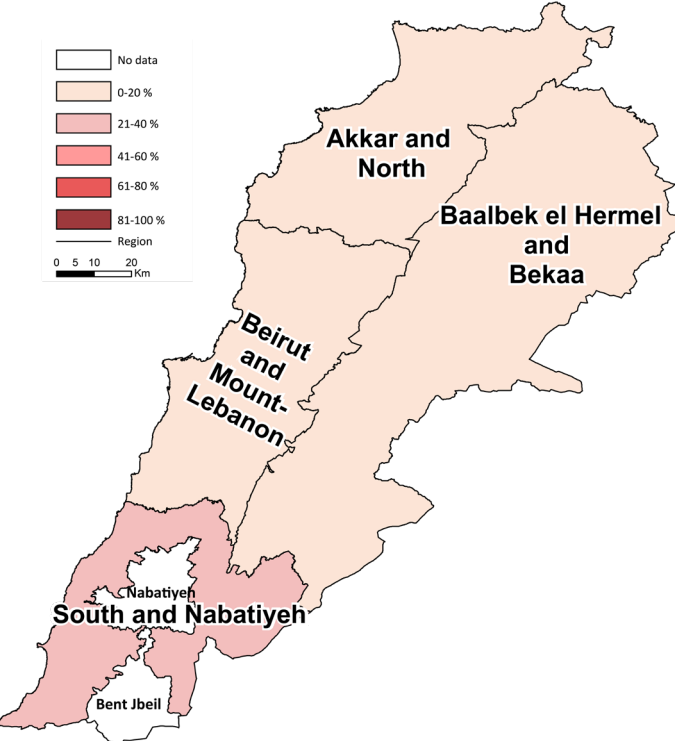 No data
0-20 %
21-40 %
41-60 %
61-80 %
81-100 %
Region
0 5 10 20
Km
Akkar and
North
Baalbek el Hermel
and
Bekaa
Beirut
and
Mount-
Lebanon
Nabatiyeh
South and Nabatiyeh
Bent Jbeil